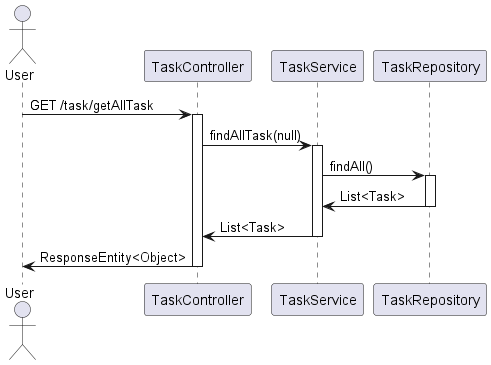 User
TaskController
TaskService
TaskRepository
GET /task/getAllTask
findAllTask(null)
findAll()
List<Task>
List<Task>
ResponseEntity<Object>
User
TaskController
TaskService
TaskRepository